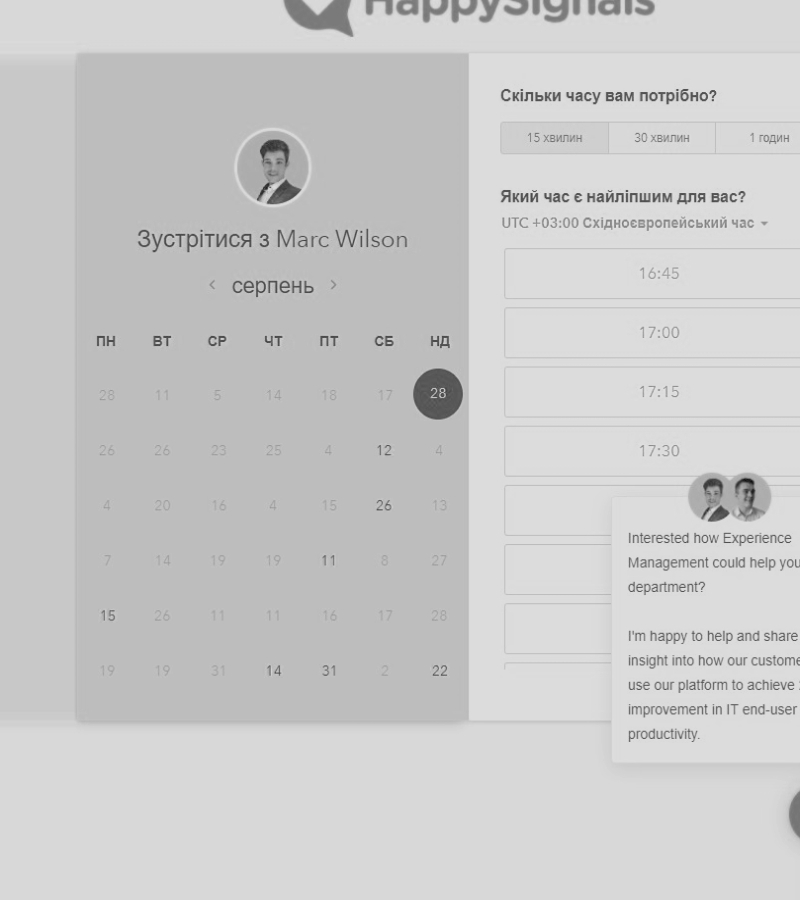 HappySignals
Зустрітися з Marc Wilson
серпень
ПН ВТ СР ЧТ ПТ СБ НД
28 11 5 14 18 17 28
26 26 23 25 4 12 4
4 20 16 4 15 26 13
7 14 19 19 11 8 27
15 26 11 11 16 17 28
19 19 31 14 31 2 22
Скільки часу вам потрібно?
15 хвилин 30 хвилин 1 годин
Який час є найліпшим для вас?
UTC +03:00 Східноєвропейський час
16:45
17:00
17:15
17:30
Interested how Experience
Management could help you
department?
I'm happy to help and share
insight into how our custome
use our platform to achieve
improvement in IT end-user
productivity.